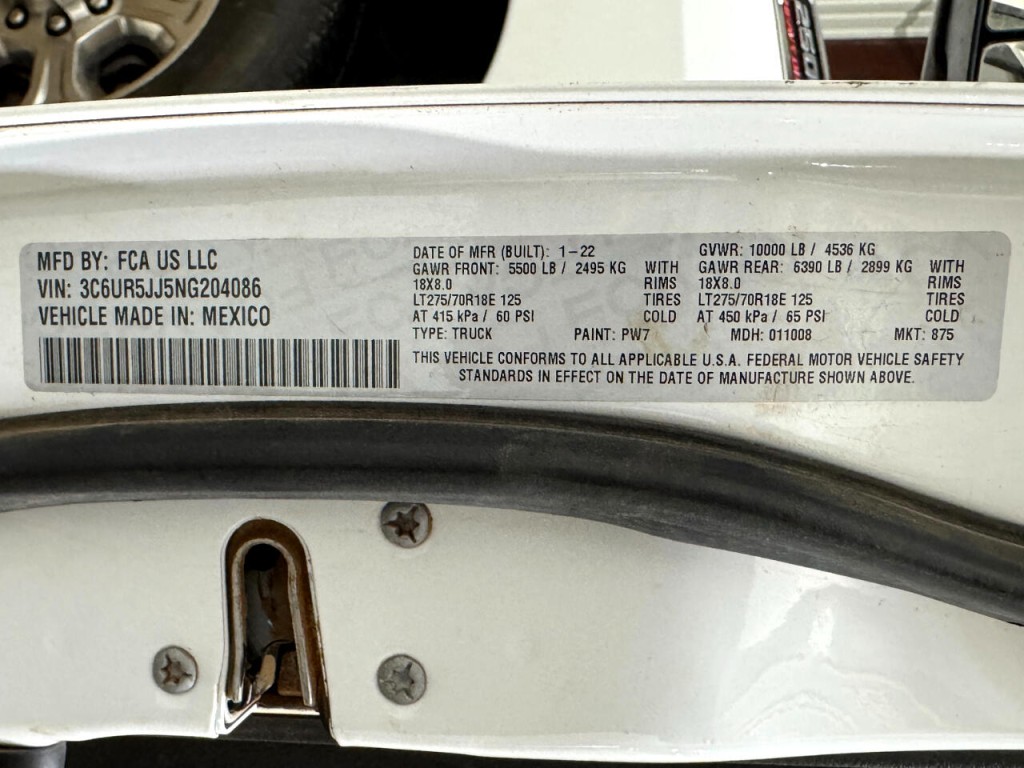 250
MFD BY: FCA US LLC
VIN: 3C6UR5JJ5NG204086
VEHICLE MADE IN: MEXICO
DATE OF MFR (BUILT): 1-22
GAWR FRONT: 5500 LB / 2495 KG WITH
18X8.0 RIMS
LT275/70R18E 125 TIRES
AT 415 kPa / 60 PSI COLD
TYPE: TRUCK PAINT: PW7
GVWR: 10000 LB / 4536 KG
GAWR REAR: 6390 LB / 2899 KG WITH
18X8.0 RIMS
LT275/70R18E 125 TIRES
AT 450 kPa / 65 PSI COLD
MDH: 011008 MKT: 875
THIS VEHICLE CONFORMS TO ALL APPLICABLE U.S.A. FEDERAL MOTOR VEHICLE SAFETY
STANDARDS IN EFFECT ON THE DATE OF MANUFACTURE SHOWN ABOVE.